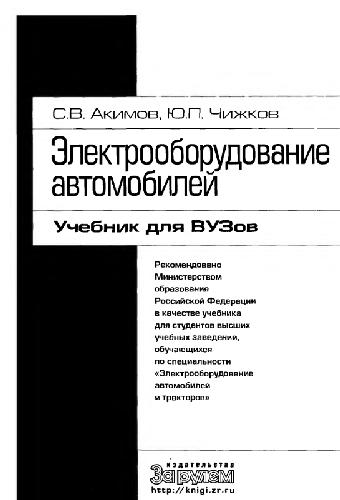 С.В. Акимов, Ю.П. Чижков
Электрооборудование
автомобилей
Учебник для ВУЗов
Рекомендовано
Министерством
образования
Российской Федерации
в качестве учебника
для студентов высших
учебных заведений,
обучающихся
по специальности
«Электрооборудование
автомобилей
и тракторов»
издательство
За рулем
http://knigi.zr.ru